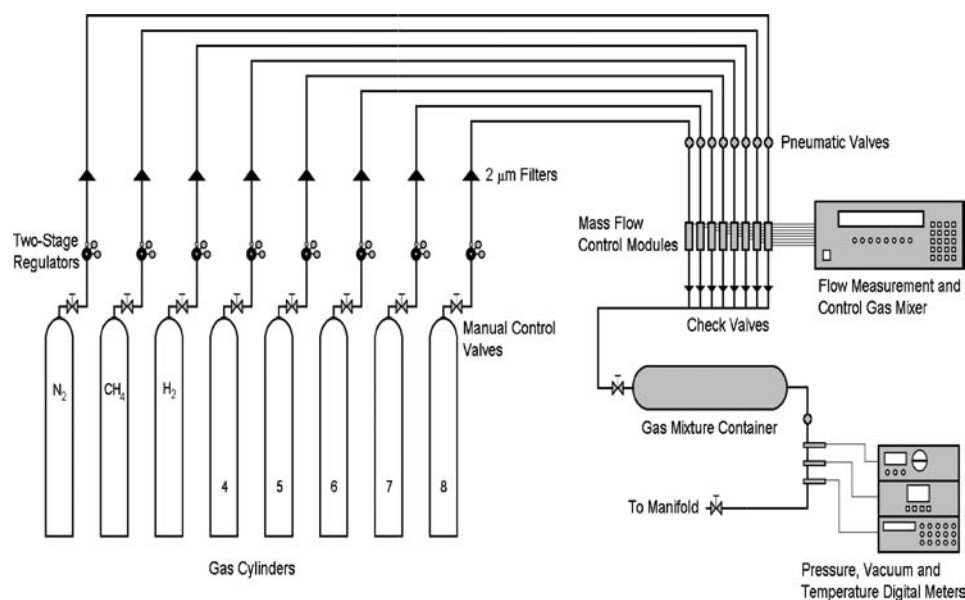 Pneumatic Valves
2 μm Filters
Two-Stage
Regulators
Mass Flow
Control Modules
Flow Measurement and
Control Gas Mixer
Check Valves
Manual Control
Valves
N₂
CH₄
H₂
4
5
6
7
8
Gas Mixture Container
To Manifold
Gas Cylinders
Pressure, Vacuum and
Temperature Digital Meters